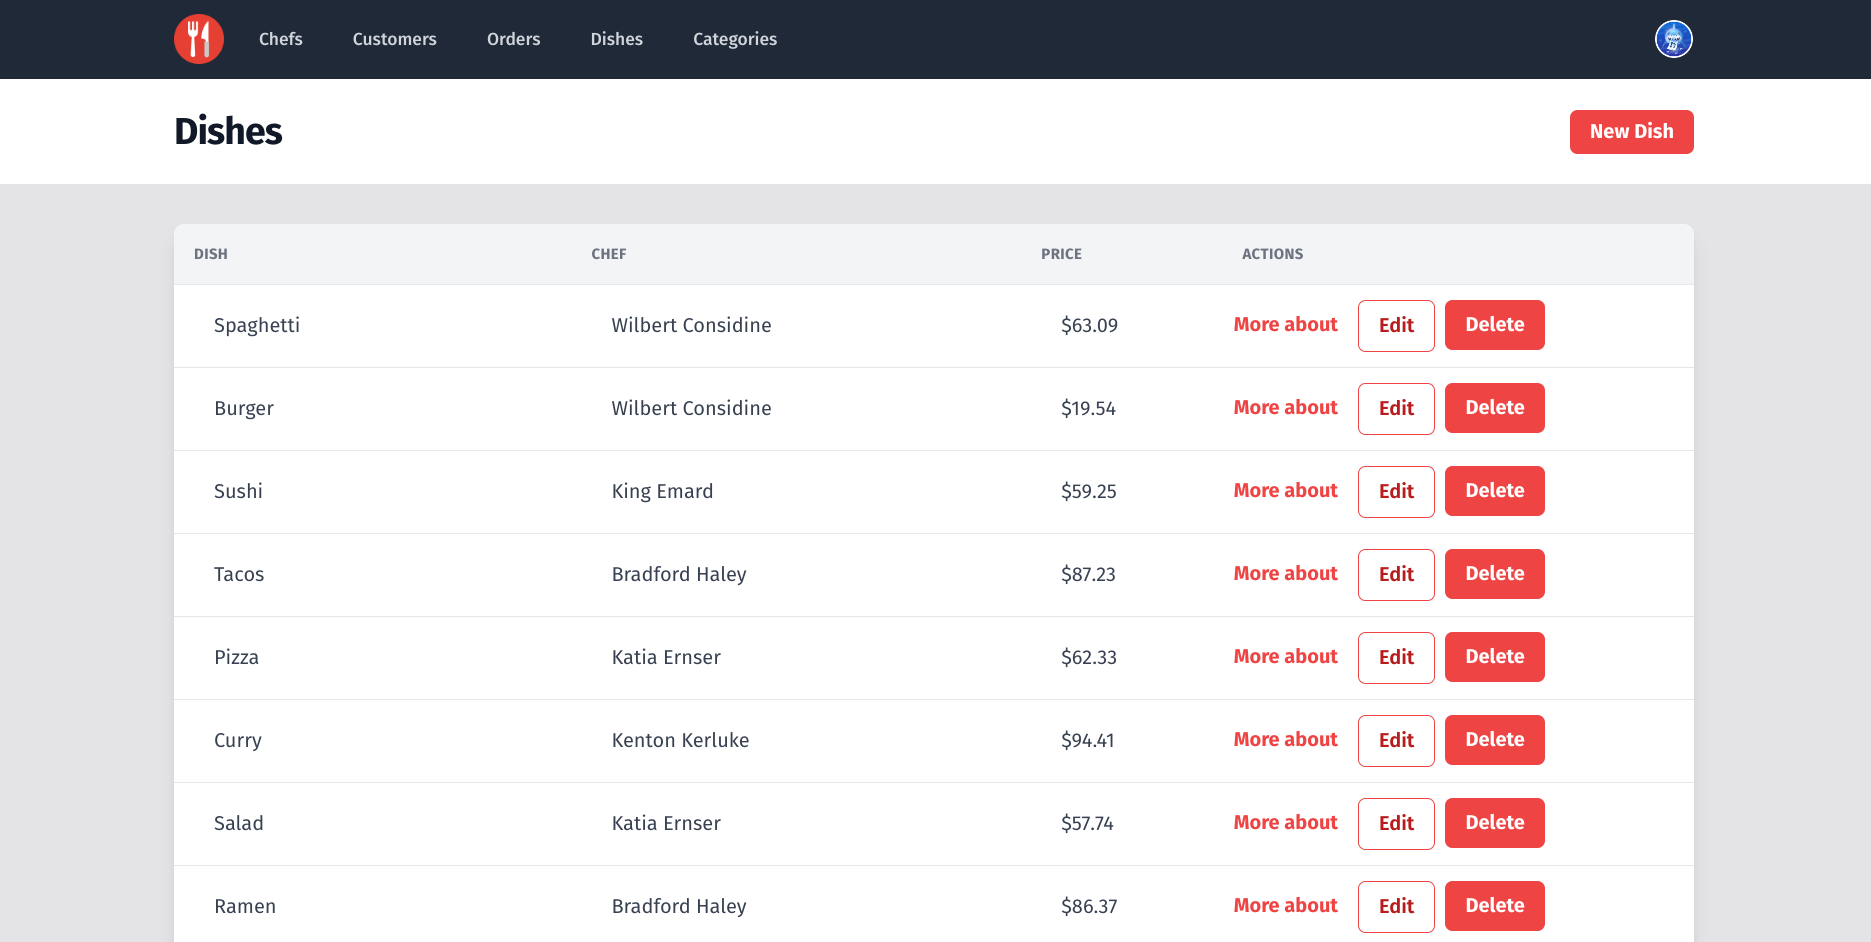 Chefs Customers Orders Dishes Categories
Dishes New Dish
DISH CHEF PRICE ACTIONS
Spaghetti Wilbert Considine $63.09 More about Edit Delete
Burger Wilbert Considine $19.54 More about Edit Delete
Sushi King Emard $59.25 More about Edit Delete
Tacos Bradford Haley $87.23 More about Edit Delete
Pizza Katia Ernser $62.33 More about Edit Delete
Curry Kenton Kerluke $94.41 More about Edit Delete
Salad Katia Ernser $57.74 More about Edit Delete
Ramen Bradford Haley $86.37 More about Edit Delete